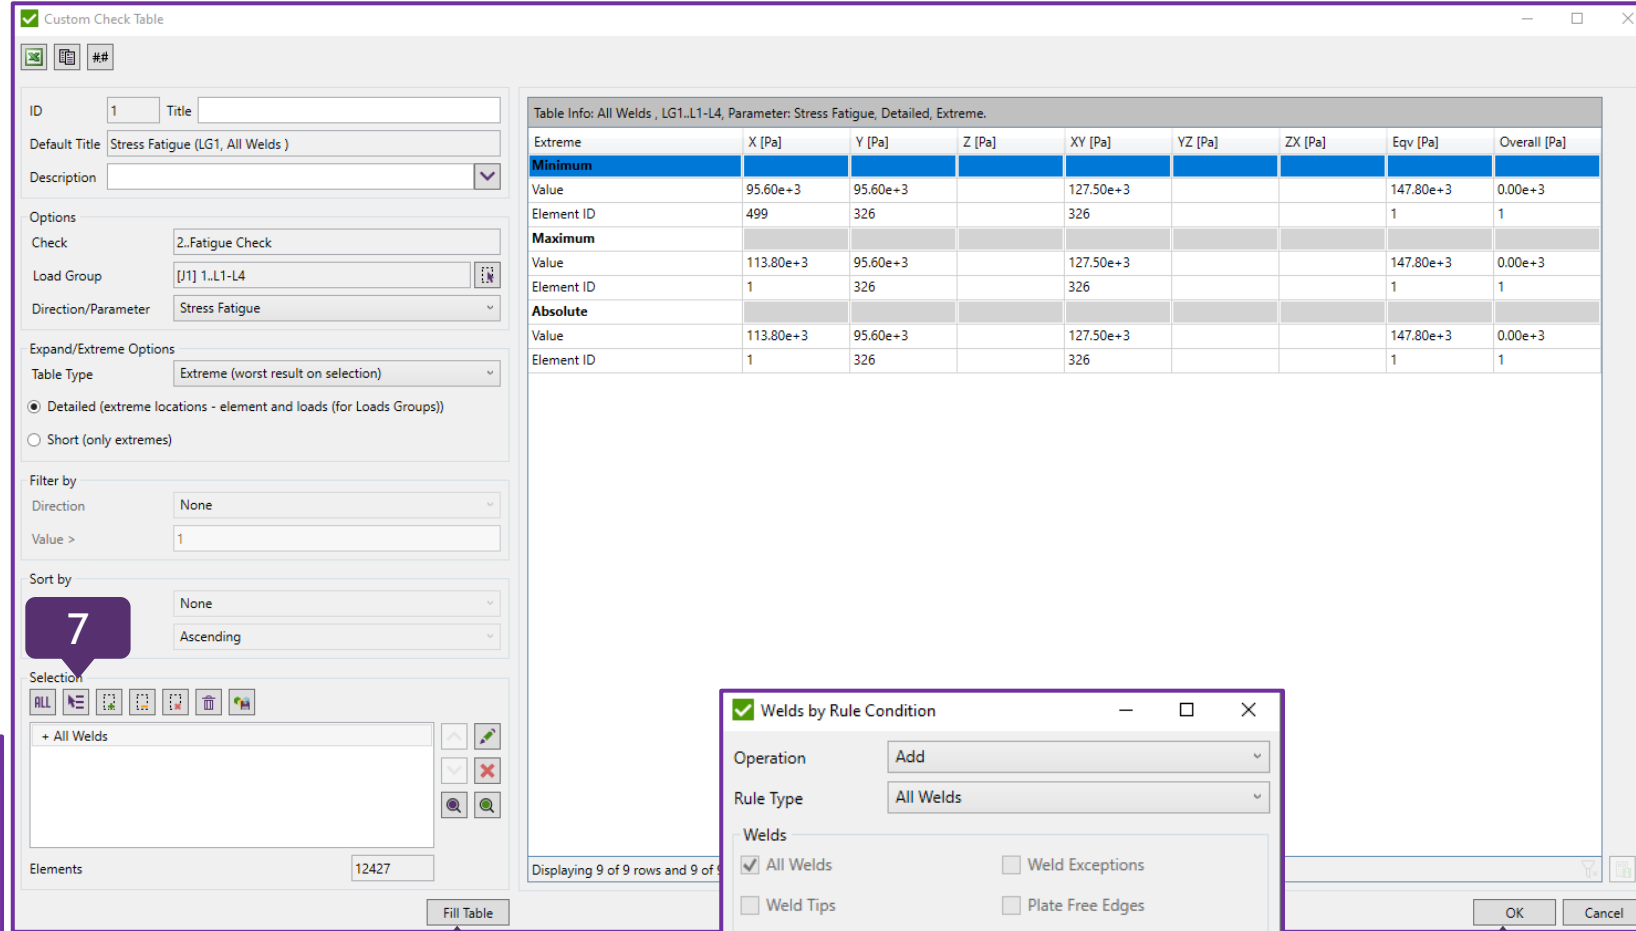 Custom Check Table
##
ID 1 Title
Default Title Stress Fatigue (LG1, All Welds )
Description
Options
Check 2..Fatigue Check
Load Group [J1] 1..L1-L4
Direction/Parameter Stress Fatigue
Expand/Extreme Options
Table Type Extreme (worst result on selection)
Detailed (extreme locations - element and loads (for Loads Groups))
Short (only extremes)
Filter by
Direction None
Value > 1
Sort by
None
7
Ascending
Selection
ALL
+ All Welds
Elements 12427
Fill Table
Table Info: All Welds , LG1..L1-L4, Parameter: Stress Fatigue, Detailed, Extreme.
Extreme X [Pa] Y [Pa] Z [Pa] XY [Pa] YZ [Pa] ZX [Pa] Eqv [Pa] Overall [Pa]
Minimum
Value 95.60e+3 95.60e+3 127.50e+3 147.80e+3 0.00e+3
Element ID 499 326 326 1 1
Maximum
Value 113.80e+3 95.60e+3 127.50e+3 147.80e+3 0.00e+3
Element ID 1 326 326 1 1
Absolute
Value 113.80e+3 95.60e+3 127.50e+3 147.80e+3 0.00e+3
Element ID 1 326 326 1 1
Displaying 9 of 9 rows and 9 of
Welds by Rule Condition
Operation Add
Rule Type All Welds
Welds
All Welds Weld Exceptions
Weld Tips Plate Free Edges
OK Cancel